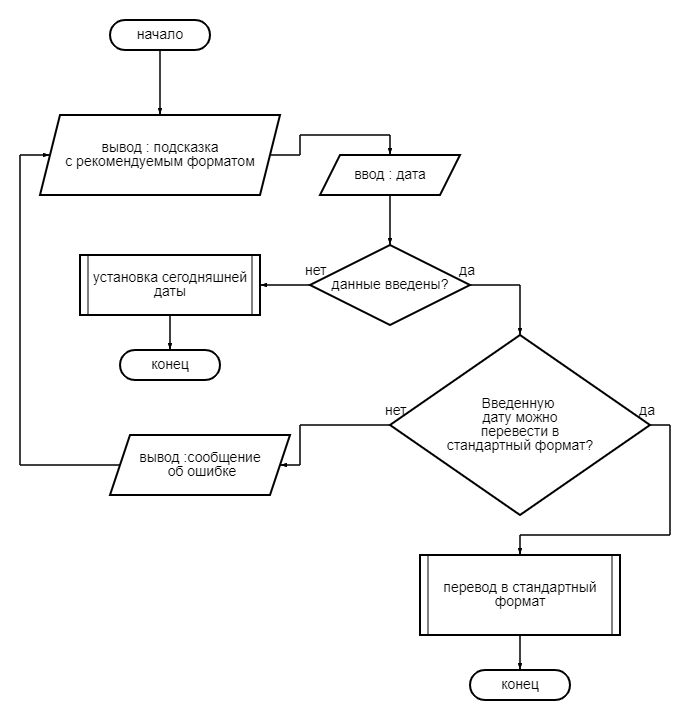 начало
вывод : подсказка
с рекомендуемым форматом
ввод : дата
нет
да
данные введены?
установка сегодняшней
даты
конец
нет
да
Введенную
дату можно
перевести в
стандартный формат?
вывод :сообщение
об ошибке
перевод в стандартный
формат
конец